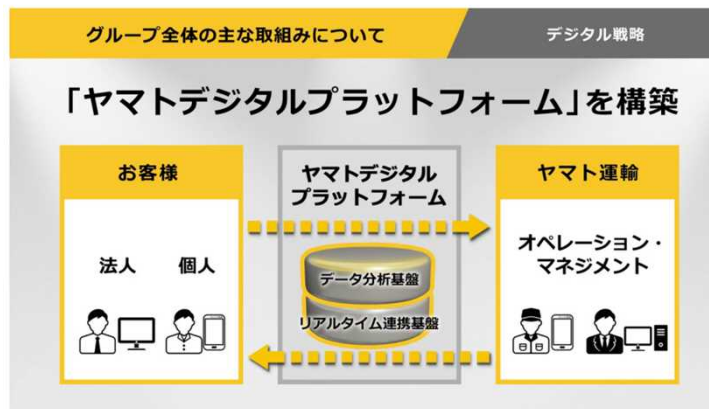 グループ全体の主な取組みについて
デジタル戦略
「ヤマトデジタルプラットフォーム」を構築
お客様
法人
個人
ヤマトデジタル
プラットフォーム
データ分析基盤
リアルタイム連携基盤
ヤマト運輸
オペレーション・
マネジメント